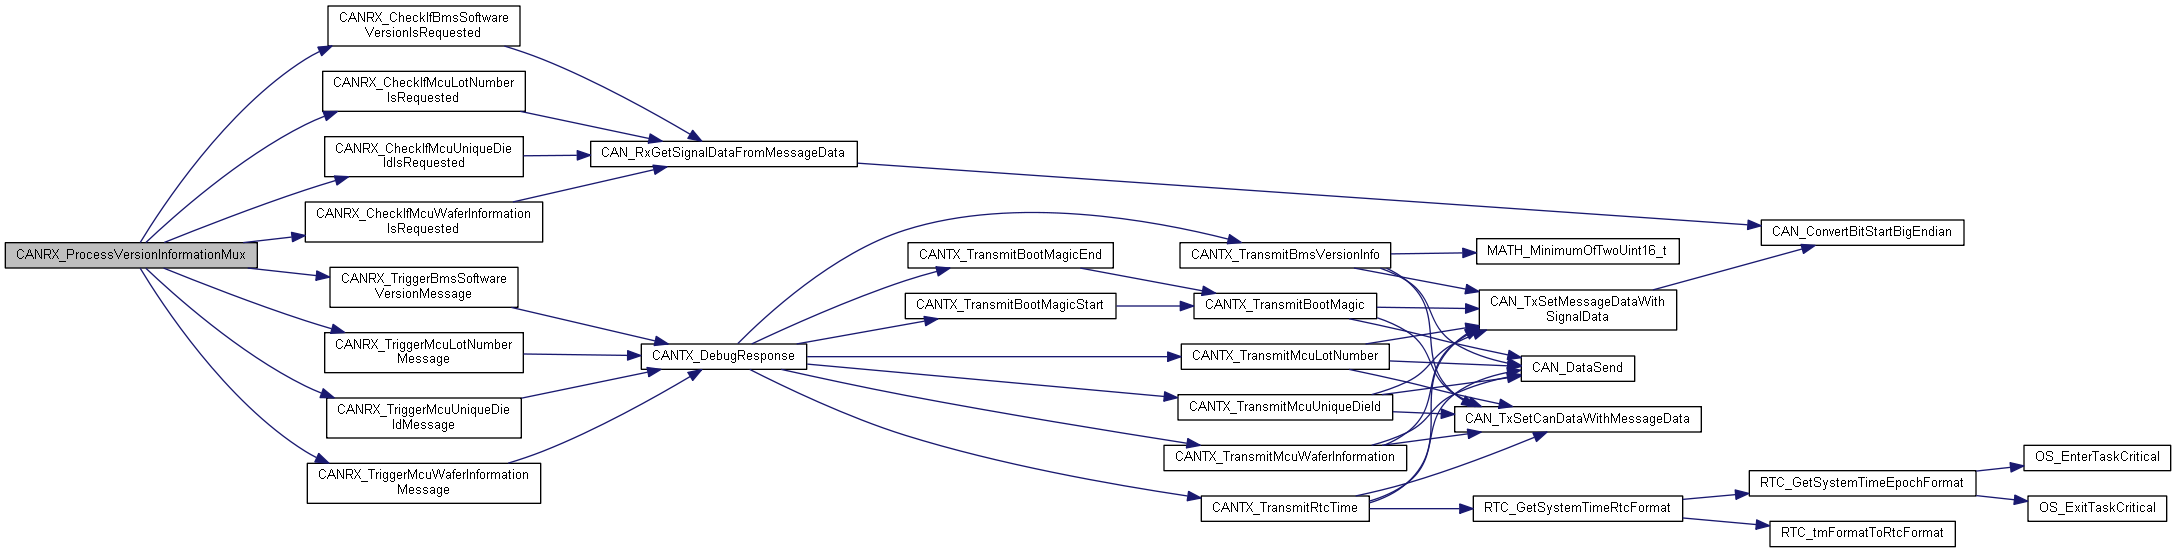 CANRX_ProcessVersionInformationMux
CANRX_CheckIfBmsSoftware
VersionIsRequested
CANRX_CheckIfMcuLotNumber
IsRequested
CANRX_CheckIfMcuUniqueDie
IdIsRequested
CANRX_CheckIfMcuWaferInformation
IsRequested
CANRX_TriggerBmsSoftware
VersionMessage
CANRX_TriggerMcuLotNumber
Message
CANRX_TriggerMcuUniqueDie
IdMessage
CANRX_TriggerMcuWaferInformation
Message
CAN_RxGetSignalDataFromMessageData
CANTX_DebugResponse
CANTX_TransmitBootMagicEnd
CANTX_TransmitBootMagicStart
CANTX_TransmitBmsVersionInfo
CANTX_TransmitBootMagic
CANTX_TransmitMcuLotNumber
CANTX_TransmitMcuUniqueDieId
CANTX_TransmitMcuWaferInformation
CANTX_TransmitRtcTime
MATH_MinimumOfTwoUint16_t
CAN_TxSetMessageDataWith
SignalData
CAN_DataSend
CAN_TxSetCanDataWithMessageData
RTC_GetSystemTimeRtcFormat
CAN_ConvertBitStartBigEndian
RTC_GetSystemTimeEpochFormat
RTC_tmFormatToRtcFormat
OS_EnterTaskCritical
OS_ExitTaskCritical